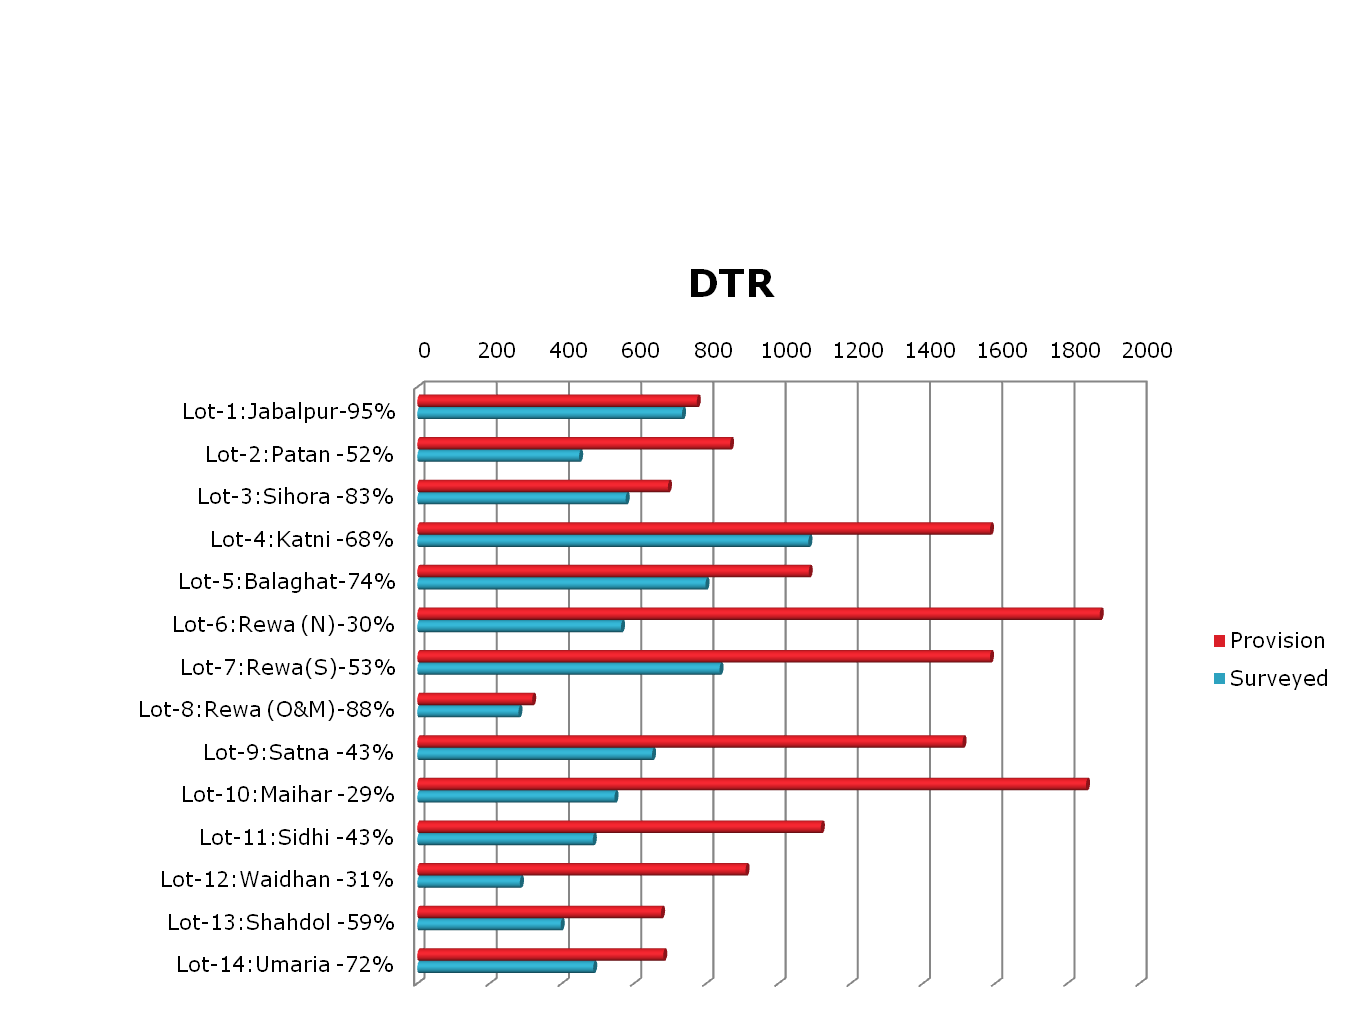 DTR
0 200 400 600 800 1000 1200 1400 1600 1800 2000
Lot-1:Jabalpur-95%
Lot-2:Patan -52%
Lot-3:Sihora -83%
Lot-4:Katni -68%
Lot-5:Balaghat-74%
Lot-6:Rewa (N)-30%
Lot-7:Rewa(S)-53%
Lot-8:Rewa (O&M)-88%
Lot-9:Satna -43%
Lot-10:Maihar -29%
Lot-11:Sidhi -43%
Lot-12:Waidhan -31%
Lot-13:Shahdol -59%
Lot-14:Umaria -72%
Provision
Surveyed